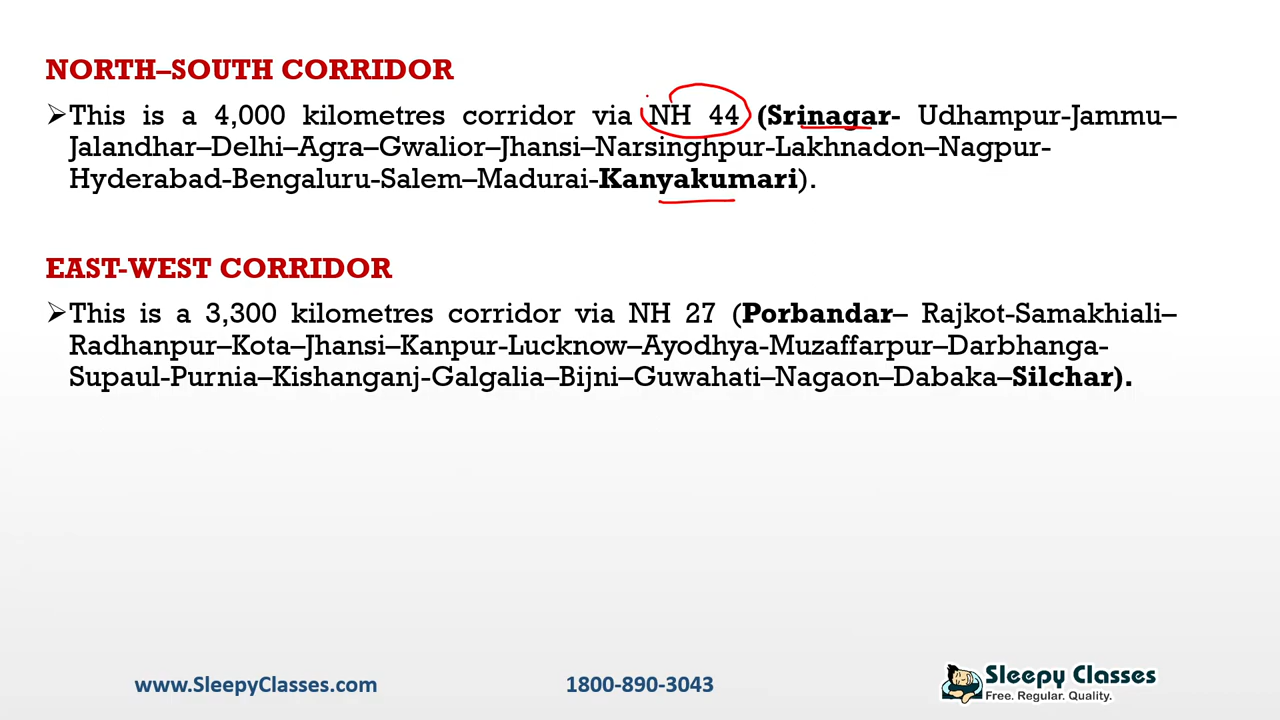 NORTH–SOUTH CORRIDOR
➢This is a 4,000 kilometres corridor via NH 44 (Srinagar- Udhampur-Jammu–
Jalandhar–Delhi–Agra–Gwalior–Jhansi–Narsinghpur-Lakhnadon–Nagpur-
Hyderabad-Bengaluru-Salem–Madurai-Kanyakumari).
EAST-WEST CORRIDOR
➢This is a 3,300 kilometres corridor via NH 27 (Porbandar– Rajkot-Samakhiali–
Radhanpur–Kota–Jhansi–Kanpur-Lucknow–Ayodhya-Muzaffarpur–Darbhanga-
Supaul-Purnia–Kishanganj-Galgalia–Bijni–Guwahati–Nagaon–Dabaka–Silchar).
www.SleepyClasses.com 1800-890-3043 Sleepy Classes
Free. Regular. Quality.